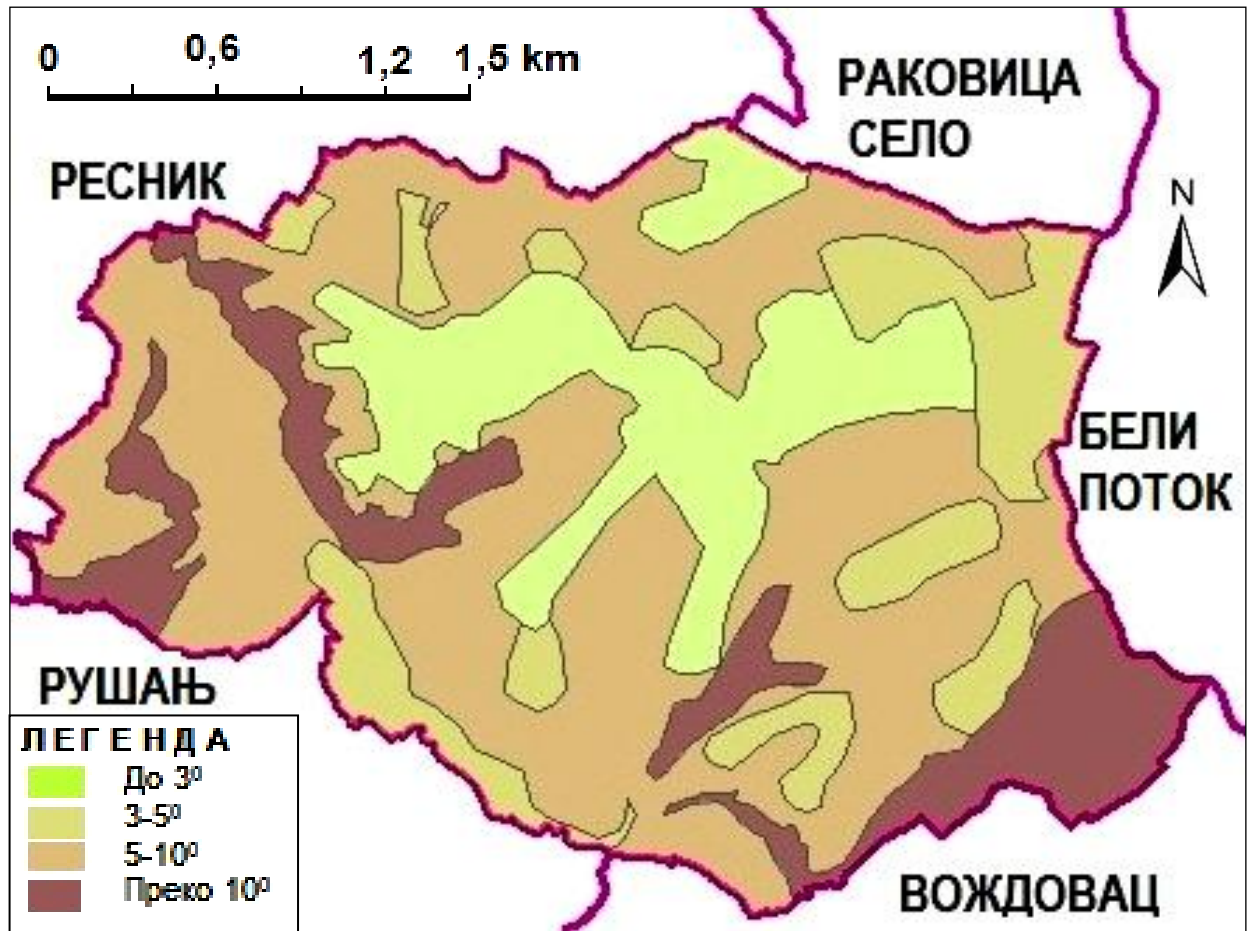 0 0,6 1,2 1,5 km
РАКОВИЦА
СЕЛО
РЕСНИК
N
БЕЛИ
ПОТОК
РУШАЊ
ЛЕГЕНДА
До 3⁰
3-5⁰
5-10⁰
Преко 10⁰
ВОЖДОВАЦ